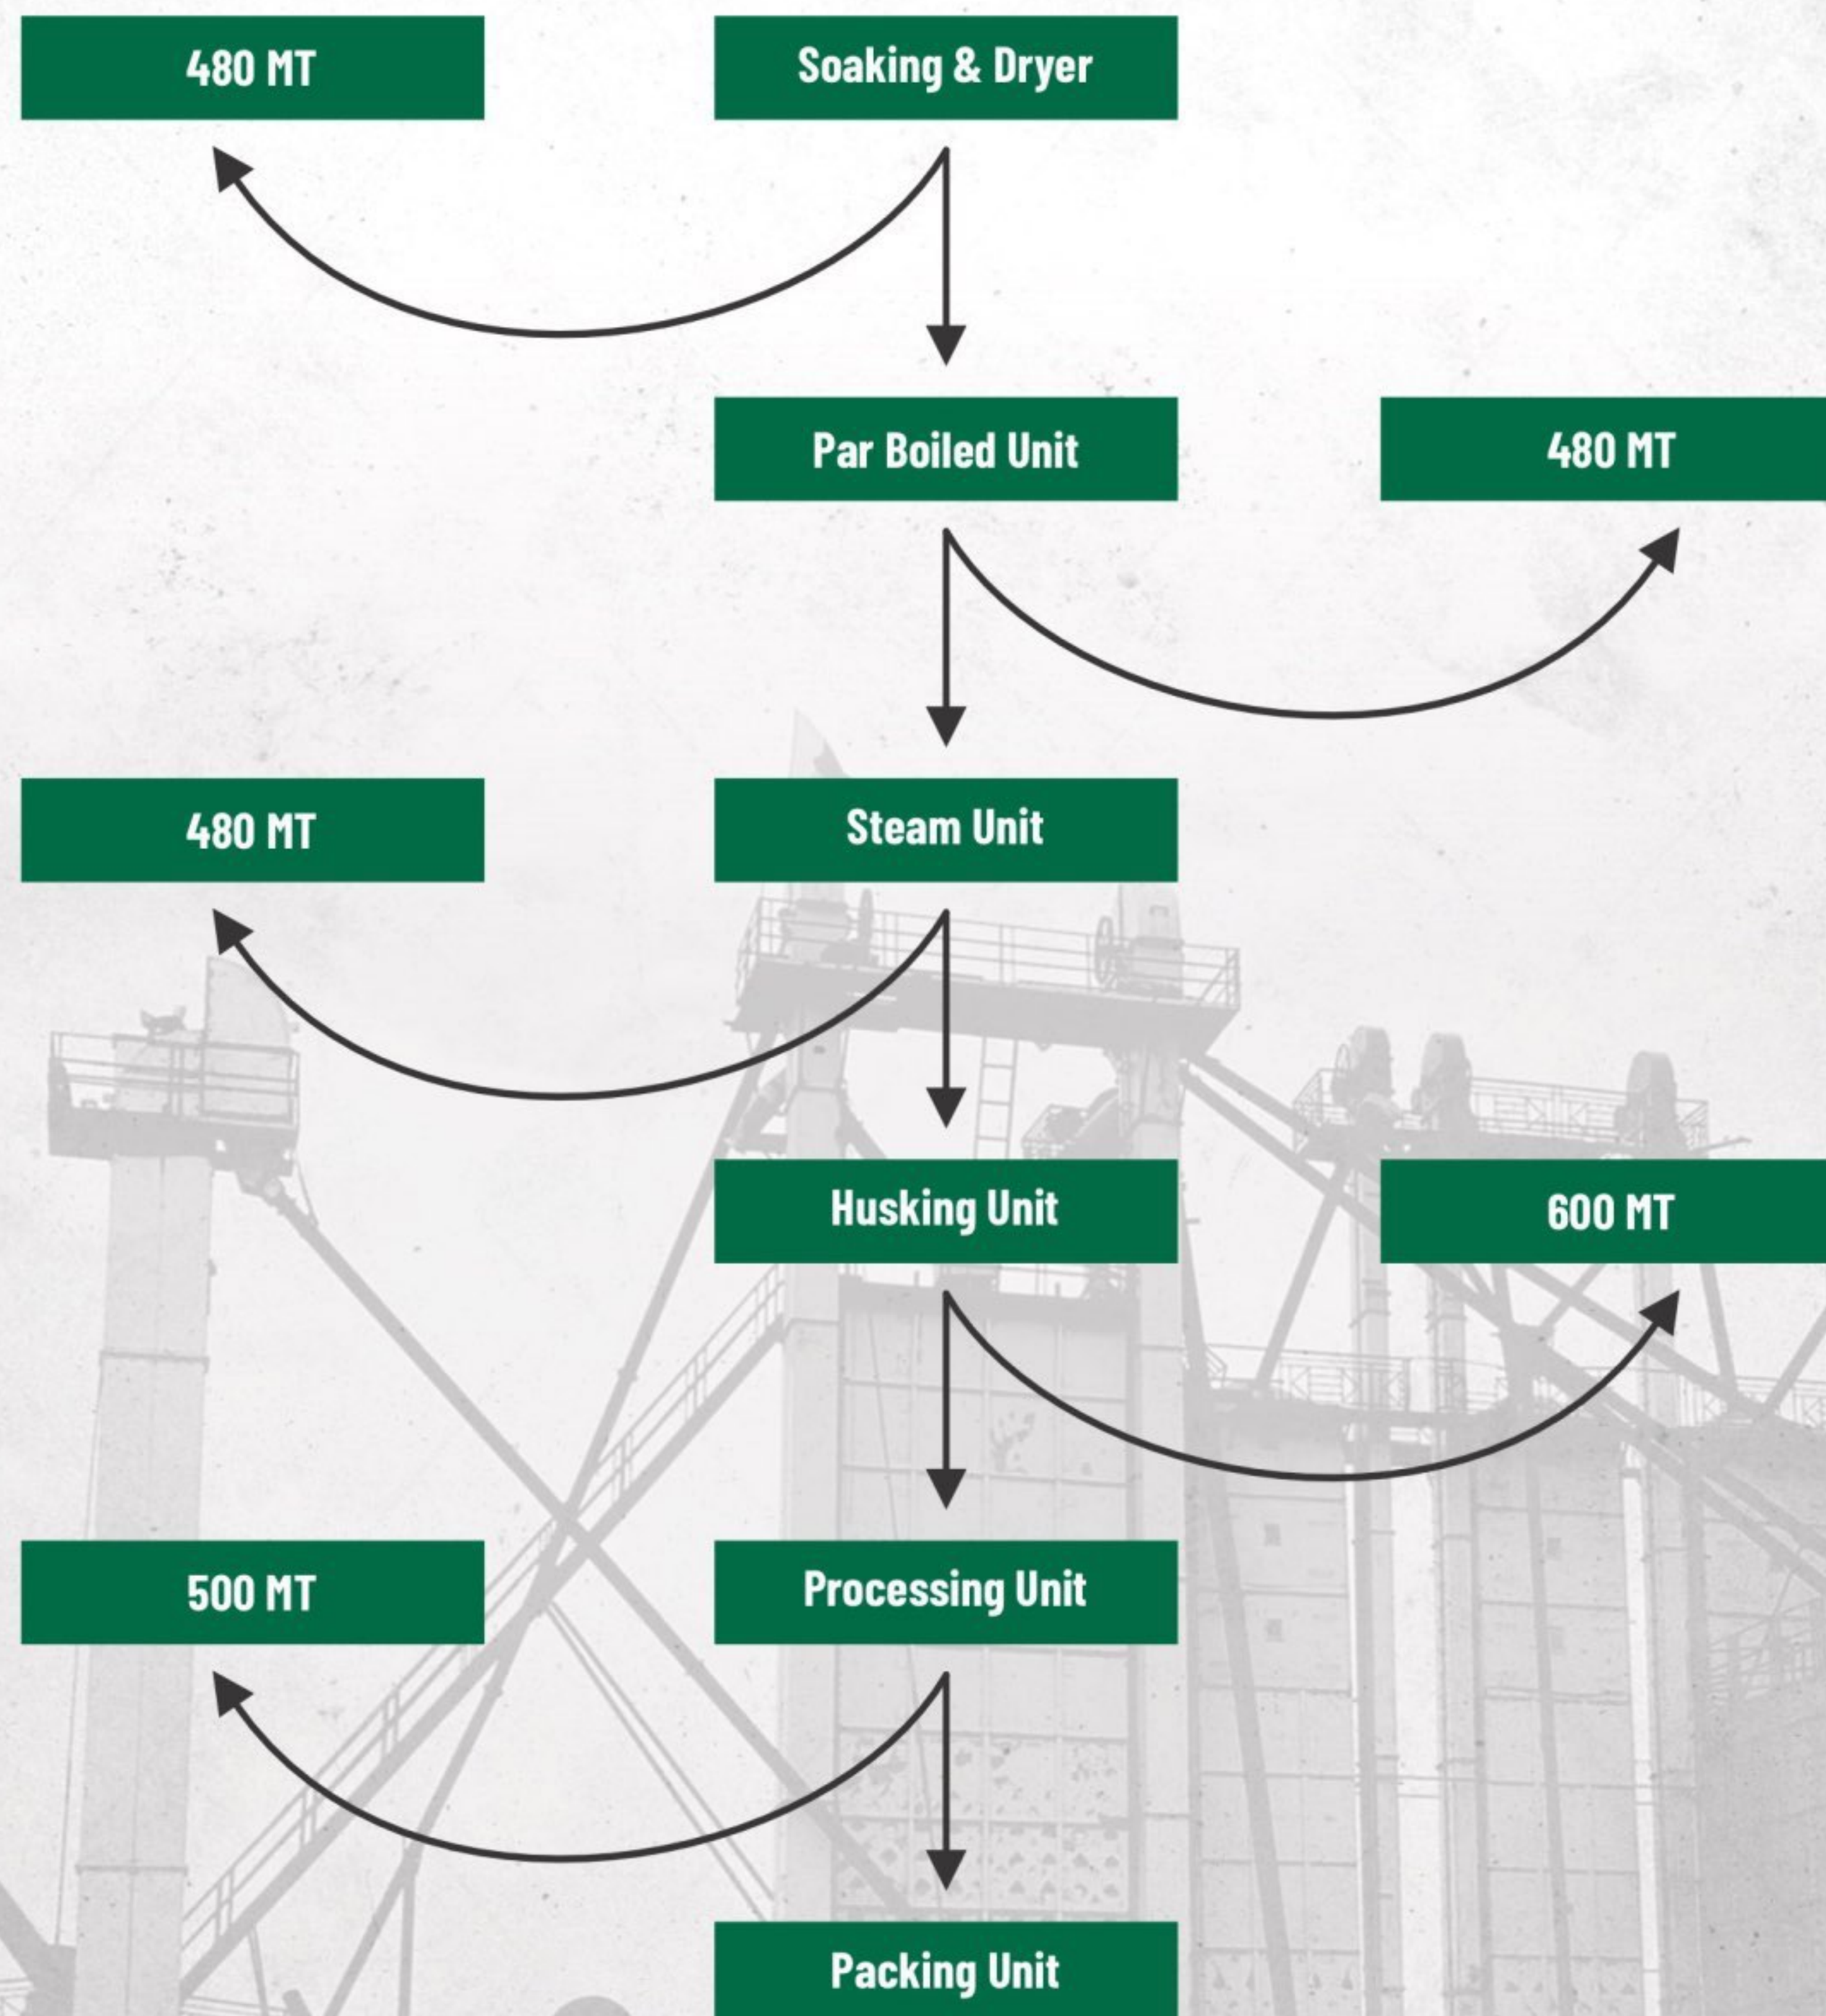 480 MT
Soaking & Dryer
Par Boiled Unit
480 MT
480 MT
Steam Unit
Husking Unit
600 MT
500 MT
Processing Unit
Packing Unit